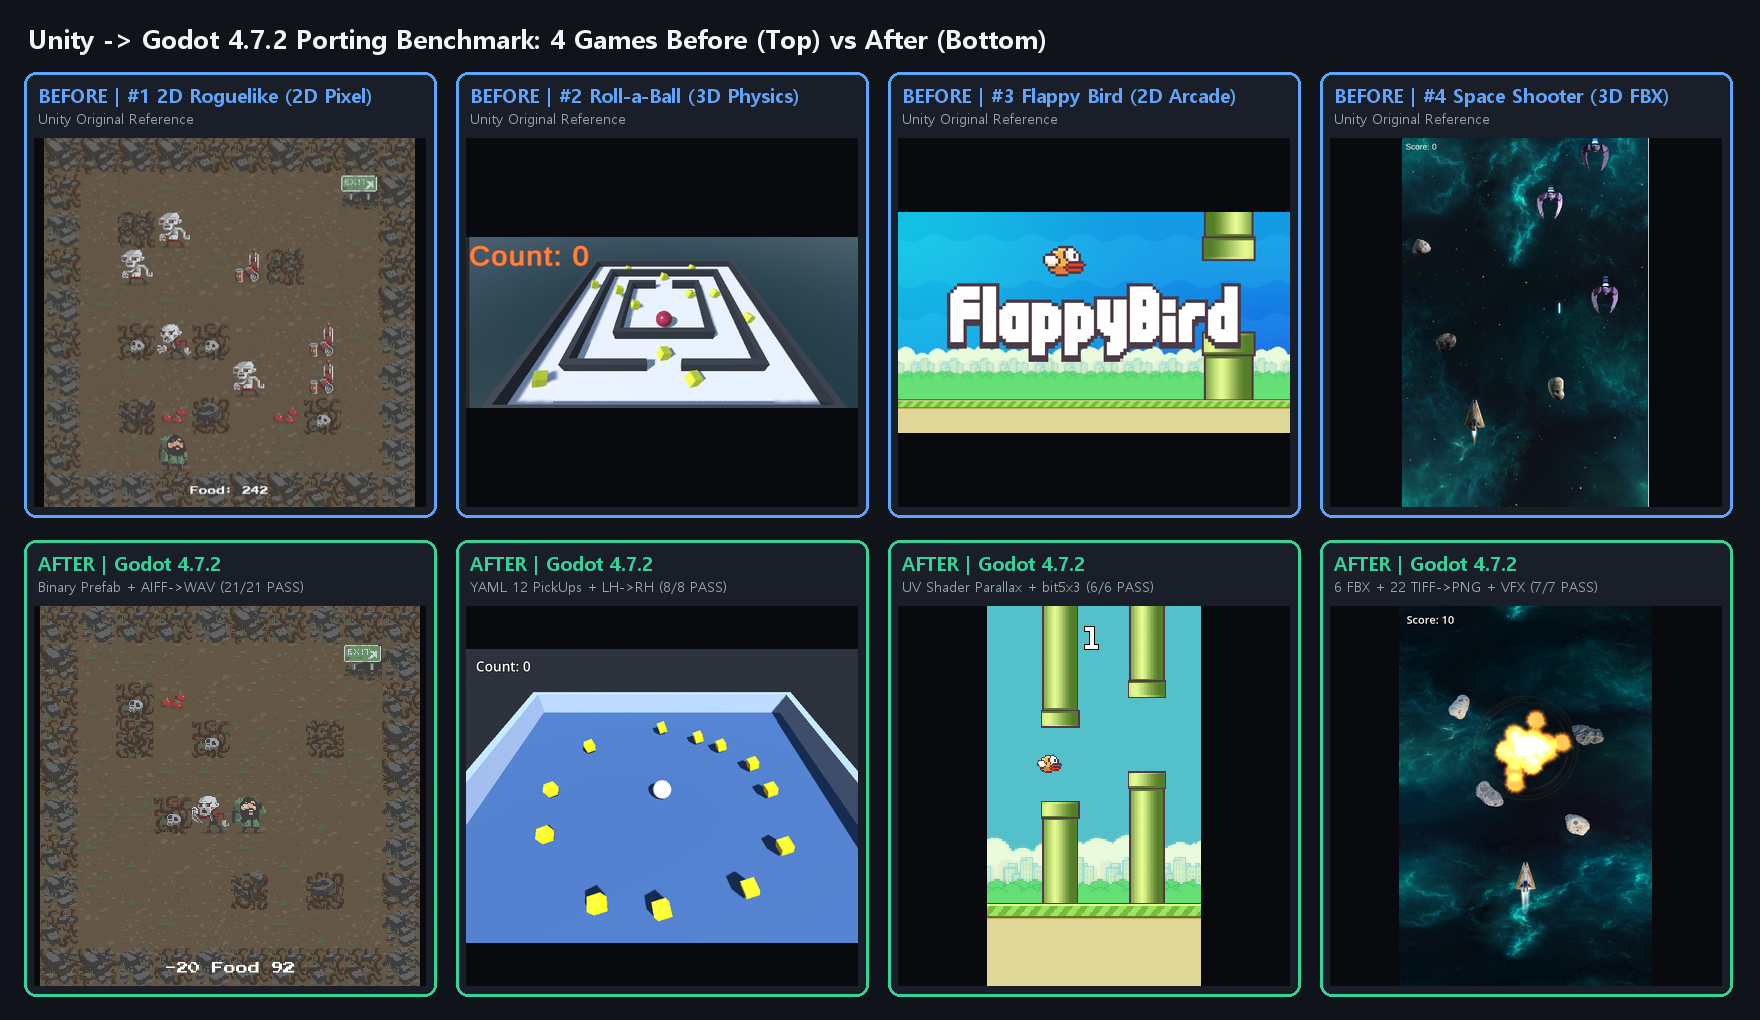 Unity -> Godot 4.7.2 Porting Benchmark: 4 Games Before (Top) vs After (Bottom)
BEFORE | #1 2D Roguelike (2D Pixel)
Unity Original Reference
EXIT
Food: 242
BEFORE | #2 Roll-a-Ball (3D Physics)
Unity Original Reference
Count: 0
BEFORE | #3 Flappy Bird (2D Arcade)
Unity Original Reference
FlappyBird
BEFORE | #4 Space Shooter (3D FBX)
Unity Original Reference
Score: 0
AFTER | Godot 4.7.2
Binary Prefab + AIFF->WAV (21/21 PASS)
EXIT
-20 Food 92
AFTER | Godot 4.7.2
YAML 12 PickUps + LH->RH (8/8 PASS)
Count: 0
AFTER | Godot 4.7.2
UV Shader Parallax + bit5x3 (6/6 PASS)
1
AFTER | Godot 4.7.2
6 FBX + 22 TIFF->PNG + VFX (7/7 PASS)
Score: 10